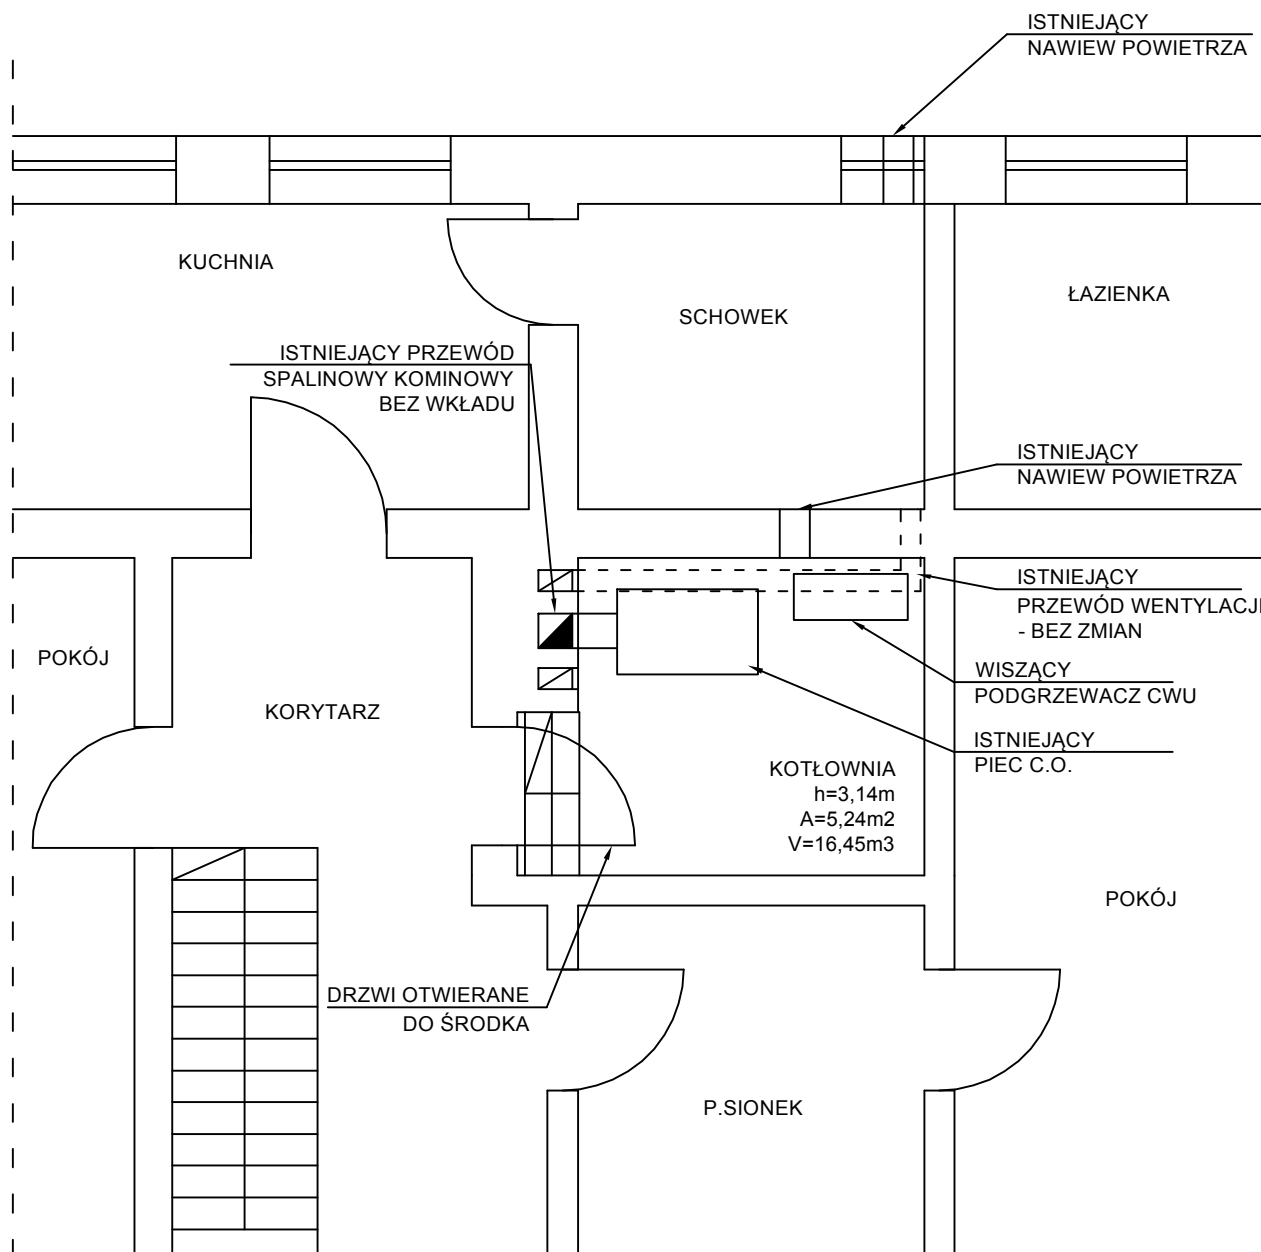 ISTNIEJĄCY
NAWIEW POWIETRZA
KUCHNIA
SCHOWEK
ŁAZIENKA
ISTNIEJĄCY PRZEWÓD
SPALINOWY KOMINOWY
BEZ WKŁADU
ISTNIEJĄCY
NAWIEW POWIETRZA
ISTNIEJĄCY
PRZEWÓD WENTYLACJI
- BEZ ZMIAN
POKÓJ
WISZĄCY
PODGRZEWACZ CWU
KORYTARZ
ISTNIEJĄCY
PIEC C.O.
KOTŁOWNIA
h=3,14m
A=5,24m2
V=16,45m3
POKÓJ
DRZWI OTWIERANE
DO ŚRODKA
P.SIONEK